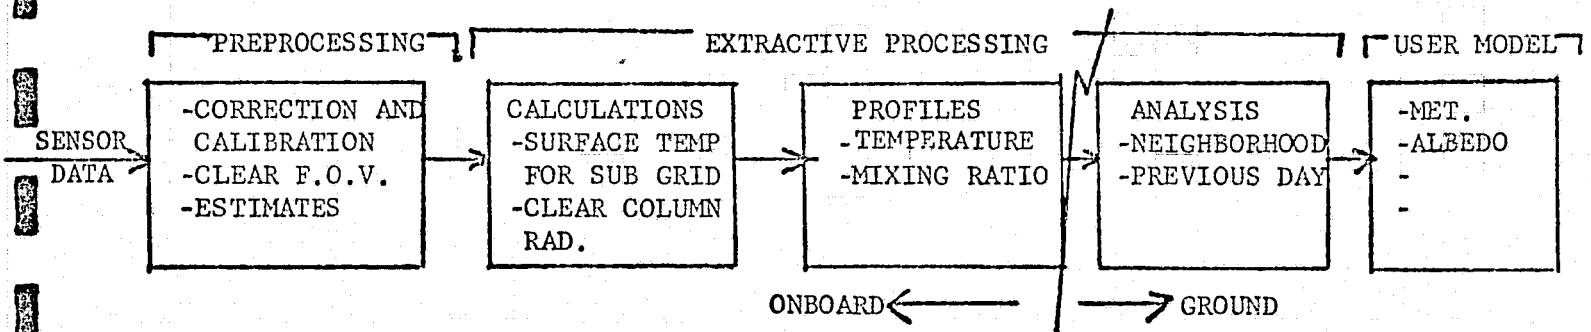 PREPROCESSING
EXTRACTIVE PROCESSING
USER MODEL
SENSOR
DATA
-CORRECTION AND
CALIBRATION
-CLEAR F.O.V.
-ESTIMATES
CALCULATIONS
-SURFACE TEMP
FOR SUB GRID
-CLEAR COLUMN
RAD.
PROFILES
-TEMPERATURE
-MIXING RATIO
ANALYSIS
-NEIGHBORHOOD
-PREVIOUS DAY
-MET.
-ALBEDO
-
-
ONBOARD
GROUND